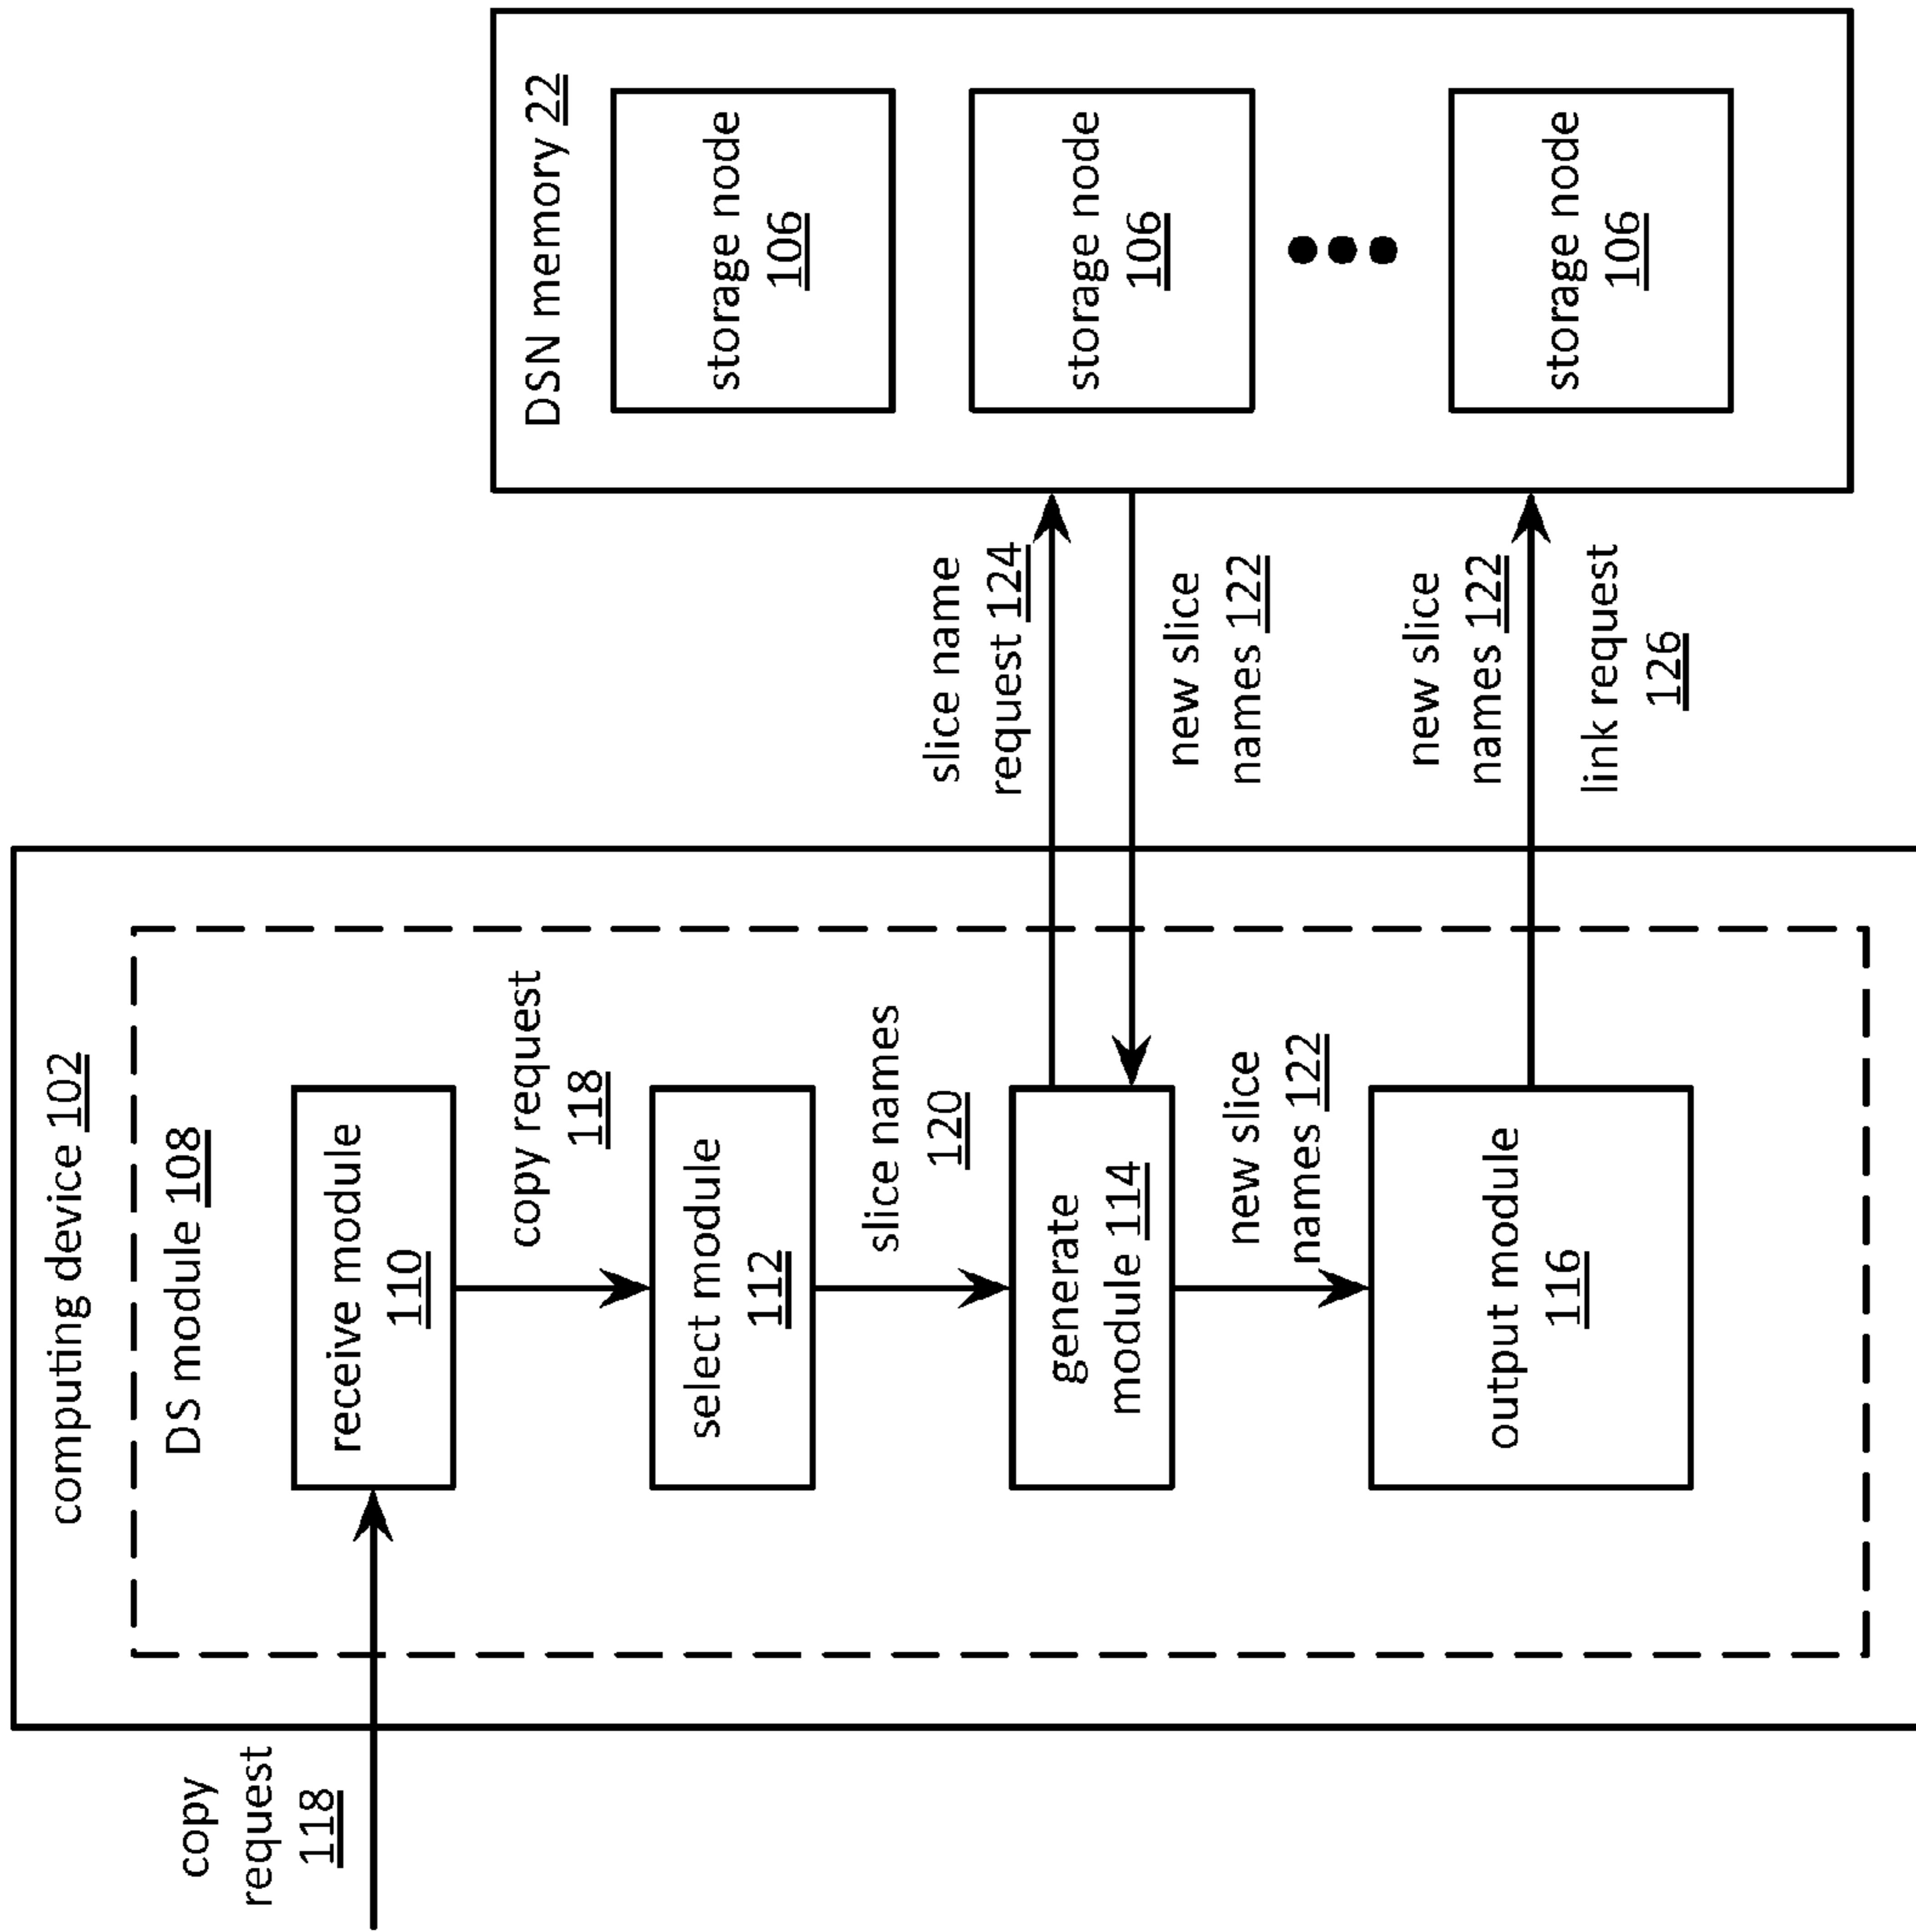 computing device 102
DS module 108
copy
request
118
receive module
110
copy request
118
select module
112
slice names
120
generate
module 114
new slice
names 122
output module
116
slice name
request 124
new slice
names 122
new slice
names 122
link request
126
DSN memory 22
storage node
106
storage node
106
storage node
106